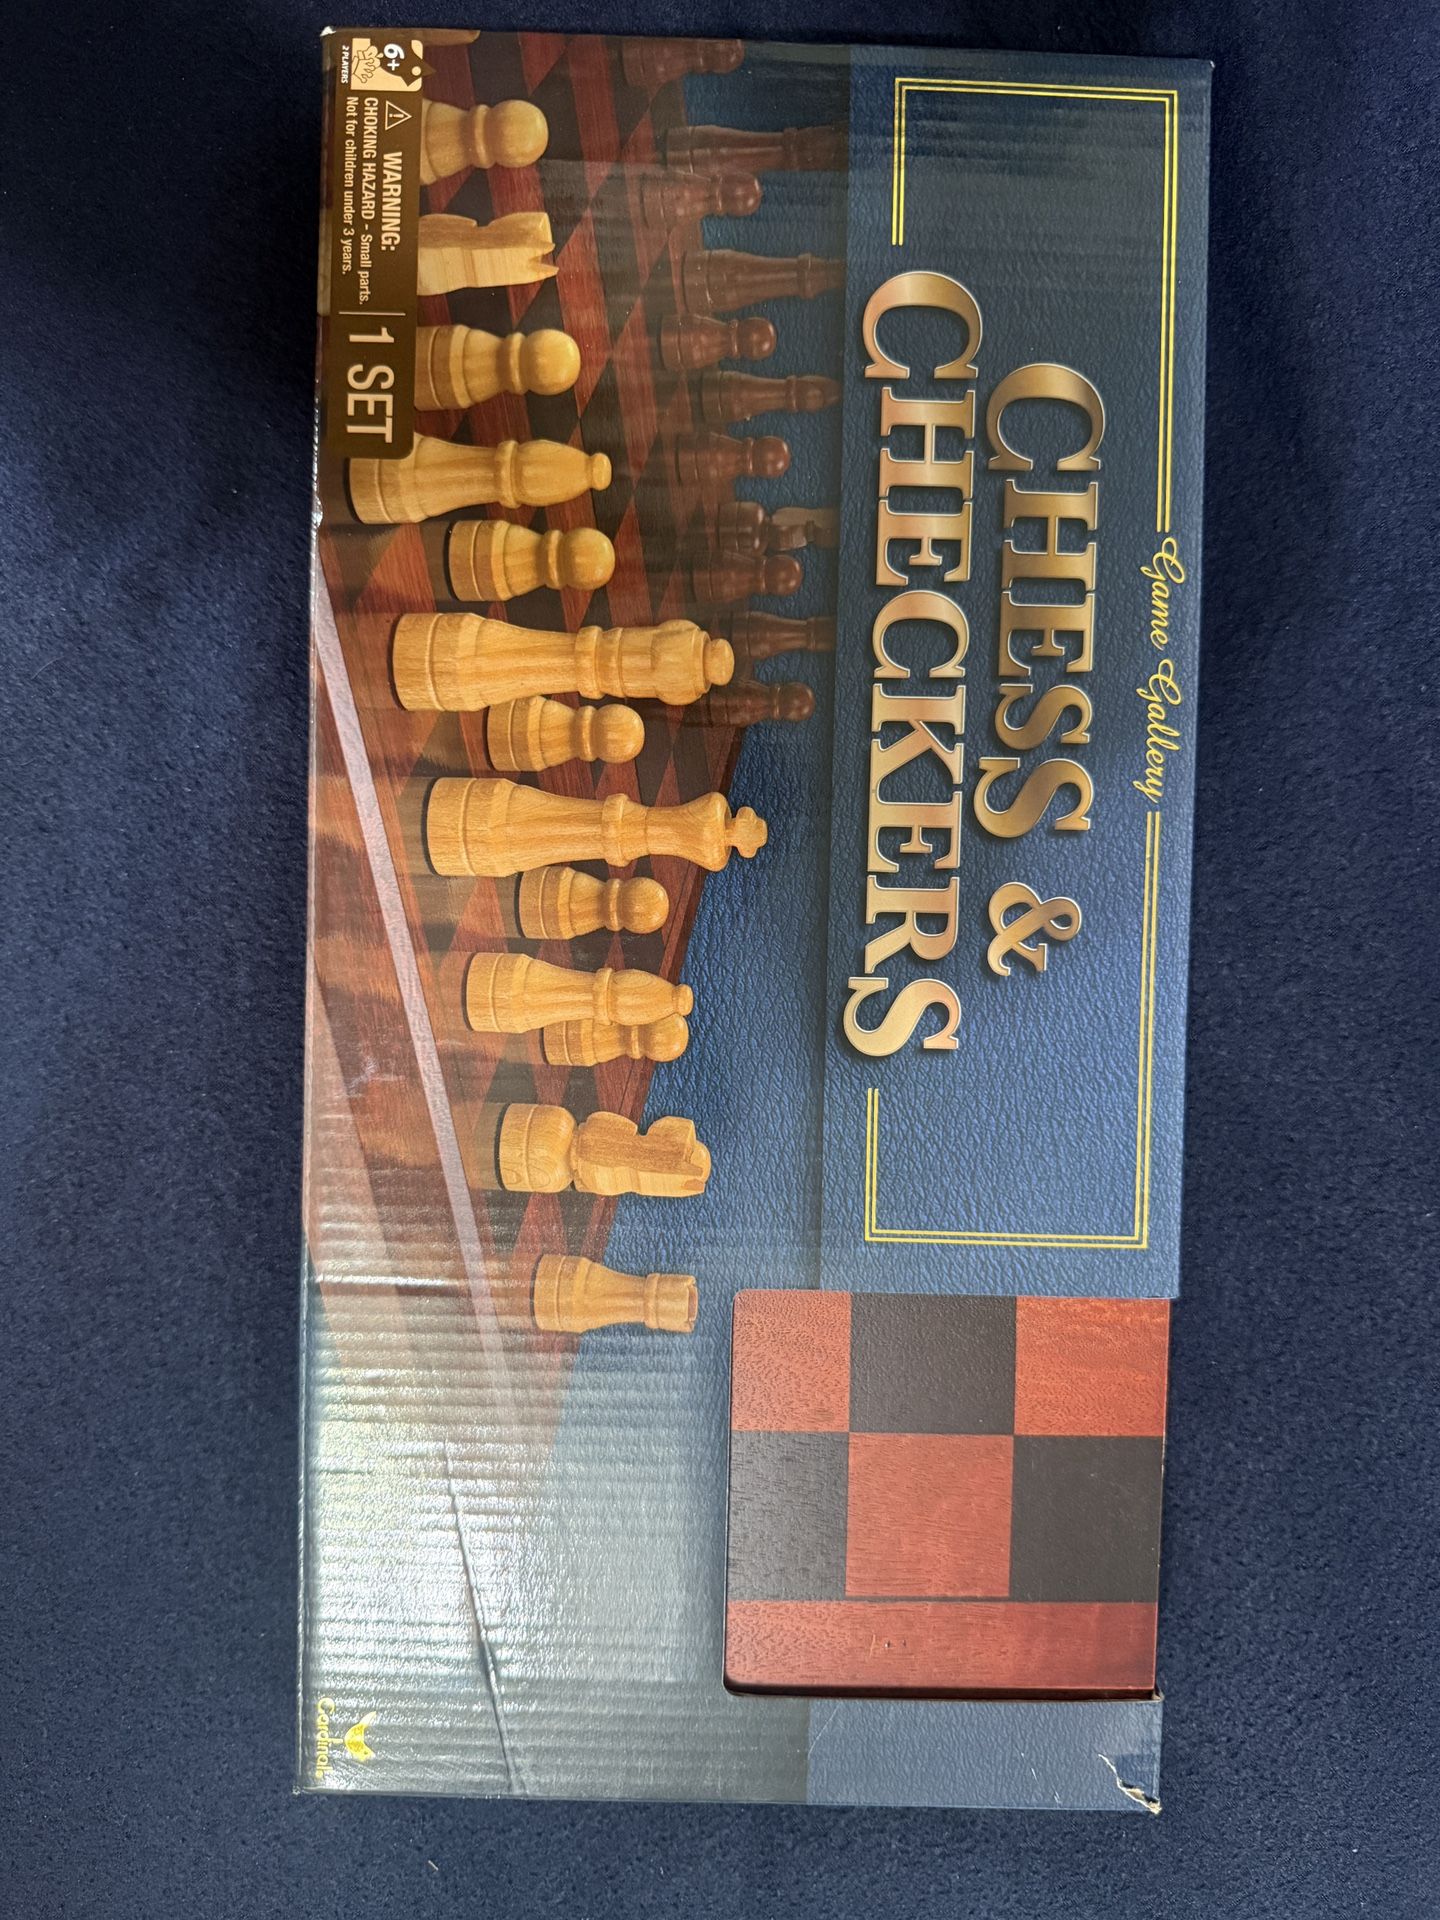 Game Gallery
CHESS &
CHECKERS
6+
2 PLAYERS
WARNING:
CHOKING HAZARD - Small parts.
Not for children under 3 years.
1 SET
Cardinal